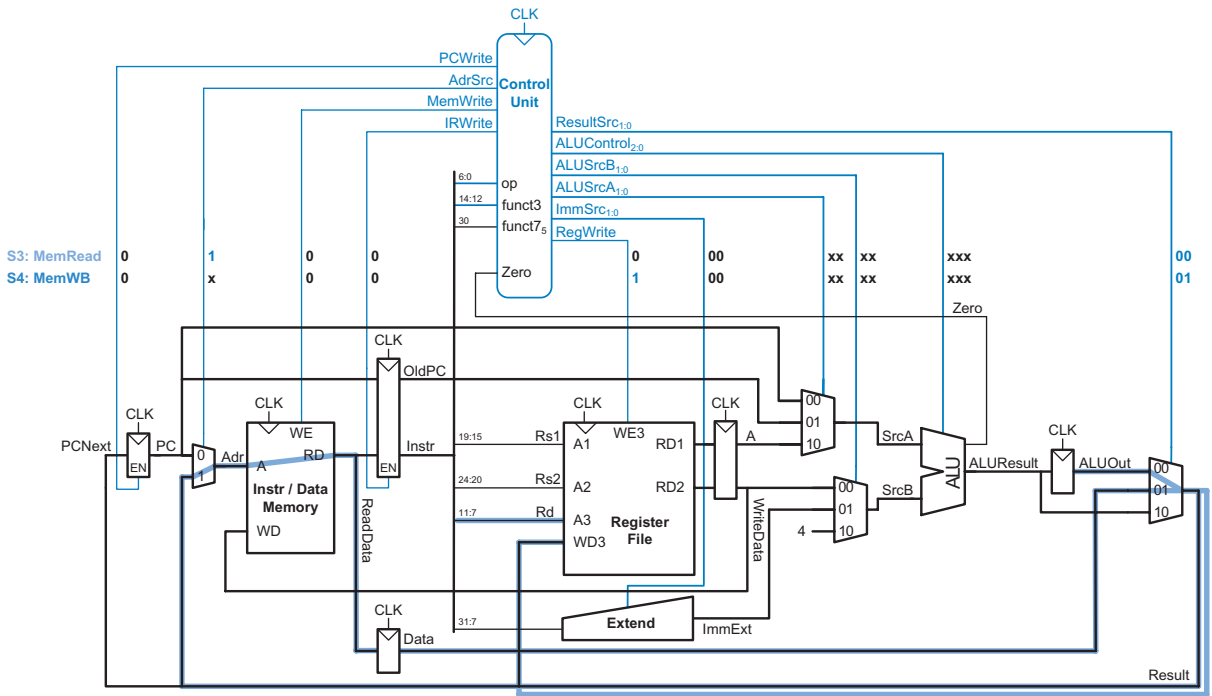 CLK
PCWrite
AdrSrc
MemWrite
IRWrite
Control
Unit
ResultSrc1:0
ALUControl2:0
ALUSrcB1:0
ALUSrcA1:0
ImmSrc1:0
RegWrite
6:0
op
14:12
funct3
30
funct75
Zero
S3: MemRead 0 1 0 0 0 00 xx xx xxx 00
S4: MemWB 0 x 0 0 1 00 xx xx xxx 01
Zero
CLK
OldPC
CLK
PCNext
EN
PC
0
1
Adr
CLK
WE
A
RD
Instr / Data
Memory
WD
ReadData
EN
Instr
19:15
Rs1
24:20
Rs2
11:7
Rd
31:7
CLK
WE3
A1
RD1
A2
RD2
A3
Register
File
WD3
CLK
A
WriteData
00
01
10
SrcA
00
01
4
10
SrcB
ALU
ALUResult
CLK
ALUOut
00
01
10
CLK
Data
Extend
ImmExt
Result